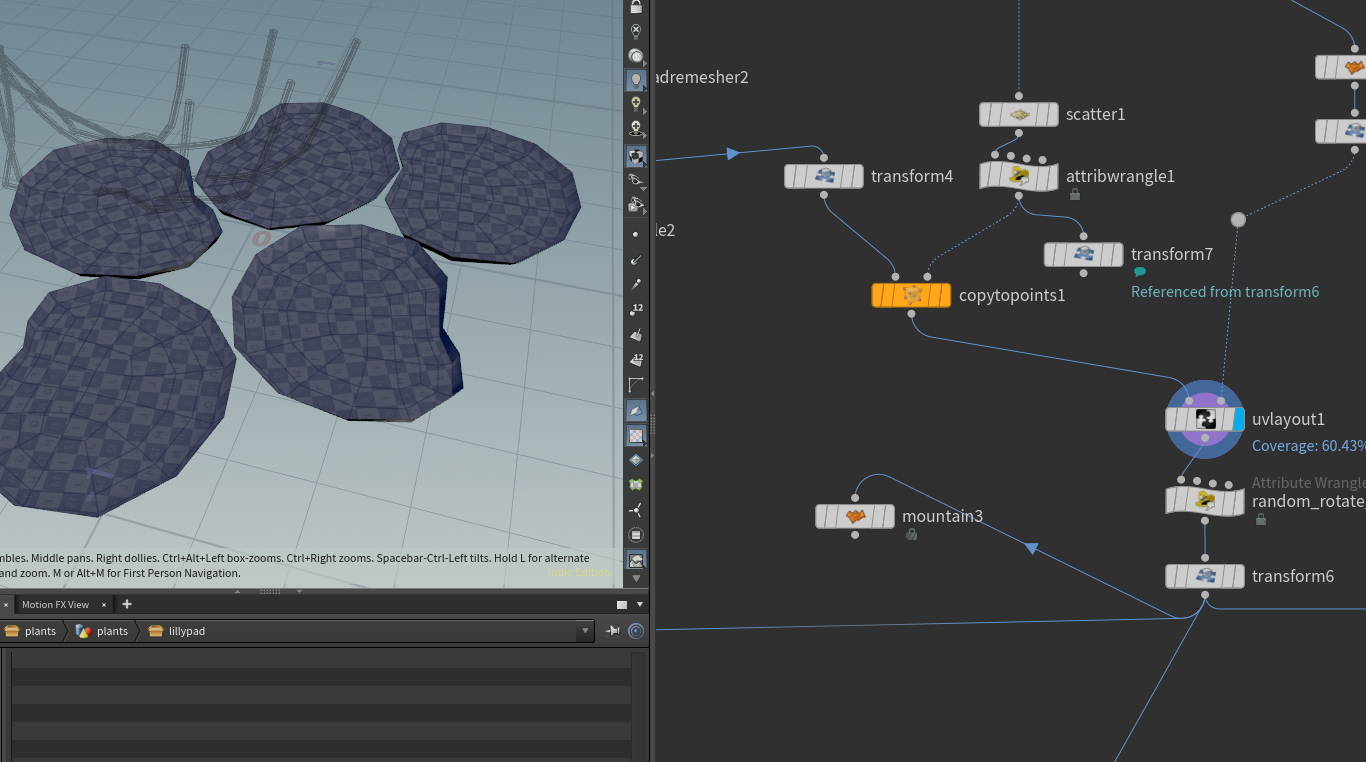 adremesher2
scatter1
transform4
attribwrangle1
le2
transform7
Referenced from transform6
copytopoints1
12
12
uvlayout1
Coverage: 60.43%
Attribute Wrangle
random_rotate
mountain3
transform6
mbles. Middle pans. Right dollies. Ctrl+Alt+Left box-zooms. Ctrl+Right zooms. Spacebar-Ctrl-Left tilts. Hold L for alternate
and zoom. M or Alt+M for First Person Navigation.
Indie Edition
Motion FX View
plants plants lillypad